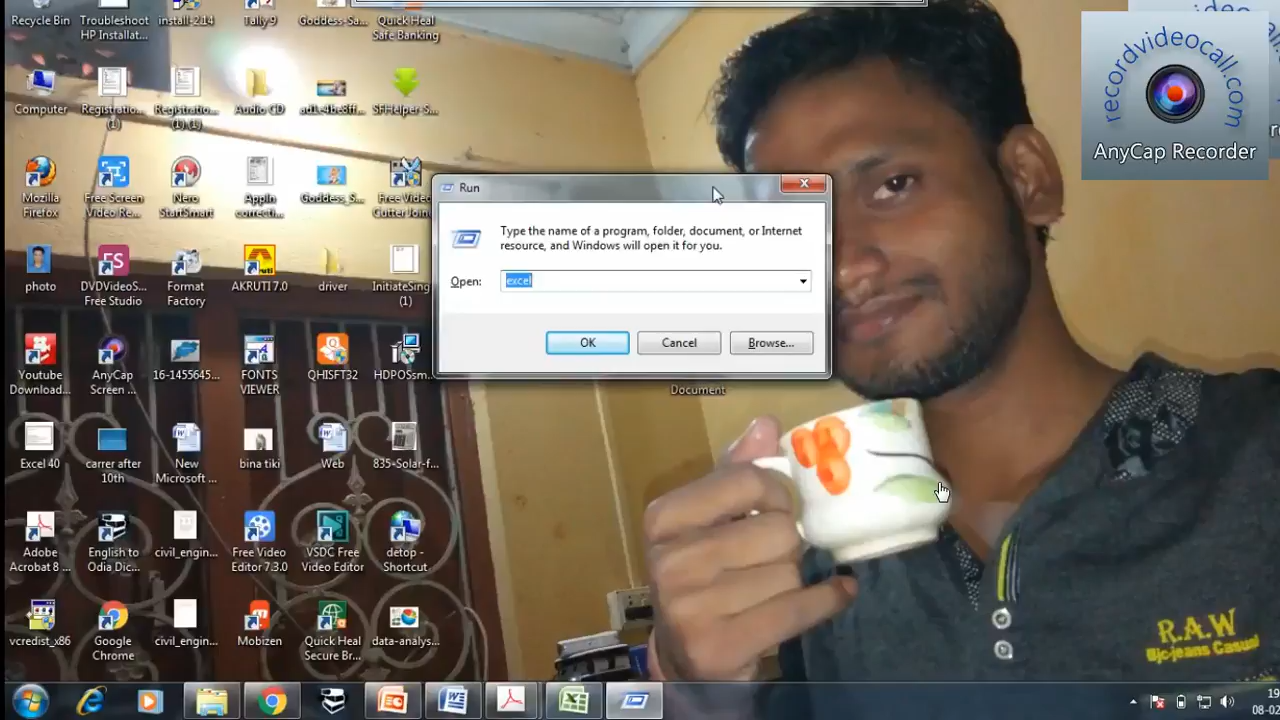 Recycle Bin
Troubleshoot
HP Installat...
install-2.14
Tally 9
Goddess-Sa...
Quick Heal
Safe Banking
recordvideocall.com
AnyCap Recorder
Computer
Registratio...
(1)
Registratio...
(1) (1)
Audio CD
ad1e4be8ff...
SFHelper-S...
Mozilla
Firefox
Free Screen
Video Re...
Nero
StartSmart
Appln
correcti...
Goddess_S...
Free Video
Cutter Join...
Run
Type the name of a program, folder, document, or Internet
resource, and Windows will open it for you.
Open:
excel
OK
Cancel
Browse...
Document
photo
DVDVideoS...
Free Studio
Format
Factory
AKRUTI 7.0
driver
InitiateSing...
(1)
Youtube
Download...
AnyCap
Screen ...
16-1455645...
FONTS
VIEWER
QHISFT32
HDPOSsm...
Excel 40
carrer after
10th
New
Microsoft ...
bina tiki
Web
835-Solar-f...
Adobe
Acrobat 8 ...
English to
Odia Dic...
civil_engin...
Free Video
Editor 7.3.0
VSDC Free
Video Editor
detop -
Shortcut
vcredist_x86
Google
Chrome
civil_engin...
Mobizen
Quick Heal
Secure Br...
data-analys...
R.A.W
Bjc-jeans Casual
19
08-02